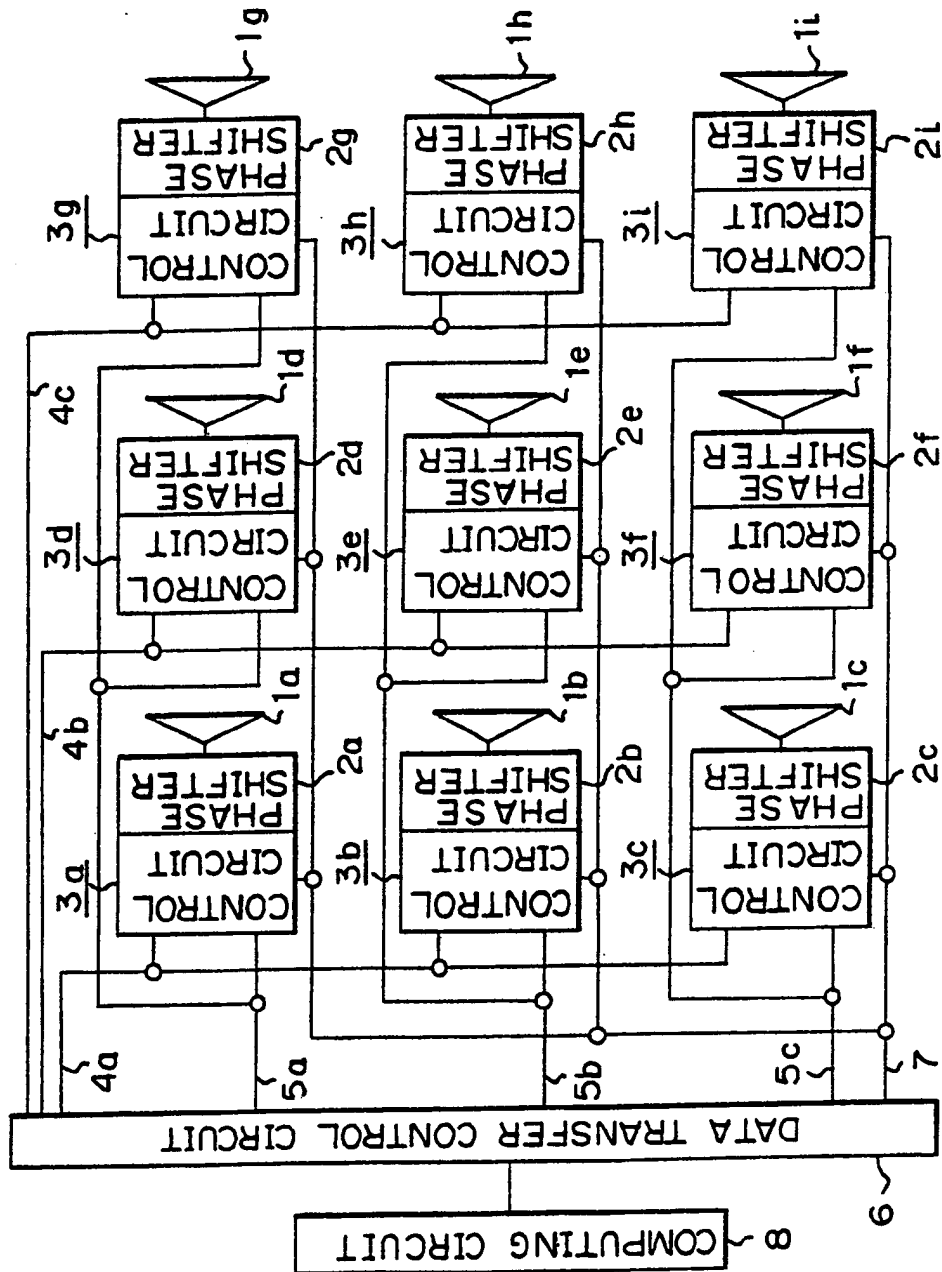 COMPUTING CIRCUIT
8
DATA TRANSFER CONTROL CIRCUIT
6
4a
4b
4c
5a
5b
5c
7
3a
CONTROL
CIRCUIT
PHASE
SHIFTER
2a
1a
3d
CONTROL
CIRCUIT
PHASE
SHIFTER
2d
1d
3g
CONTROL
CIRCUIT
PHASE
SHIFTER
2g
1g
3b
CONTROL
CIRCUIT
PHASE
SHIFTER
2b
1b
3e
CONTROL
CIRCUIT
PHASE
SHIFTER
2e
1e
3h
CONTROL
CIRCUIT
PHASE
SHIFTER
2h
1h
3c
CONTROL
CIRCUIT
PHASE
SHIFTER
2c
1c
3f
CONTROL
CIRCUIT
PHASE
SHIFTER
2f
1f
3i
CONTROL
CIRCUIT
PHASE
SHIFTER
2i
1i